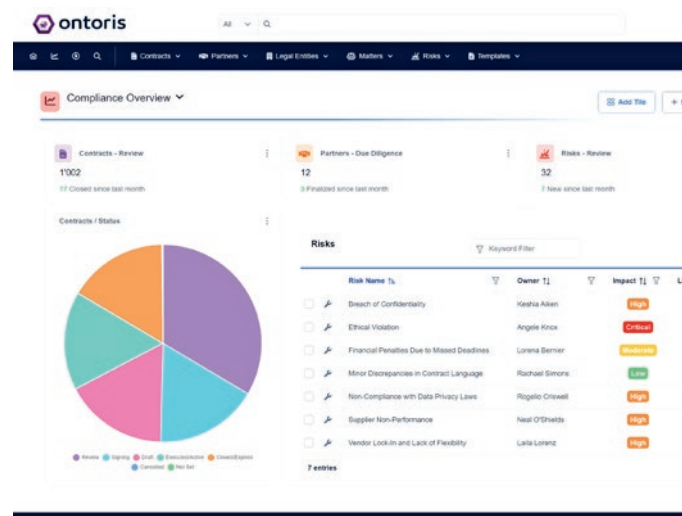 ontoris
All
Contracts
Partners
Legal Entities
Matters
Risks
Templates
Compliance Overview
Add Tile
+
Contracts - Review
1'002
17 Closed since last month
Partners - Due Diligence
12
3 Finalized since last month
Risks - Review
32
7 New since last month
Contracts / Status
Review Signing Draft Executed/Active Closed/Expired
Cancelled Not Set
Risks
Keyword Filter
Risk Name Owner Impact
Breach of Confidentiality Keshia Aiken High
Ethical Violation Angele Knox Critical
Financial Penalties Due to Missed Deadlines Lorena Bernier Moderate
Minor Discrepancies in Contract Language Rachael Simons Low
Non-Compliance with Data Privacy Laws Rogelio Criswell High
Supplier Non-Performance Neal O'Shields High
Vendor Lock-In and Lack of Flexibility Laila Lorenz High
7 entries